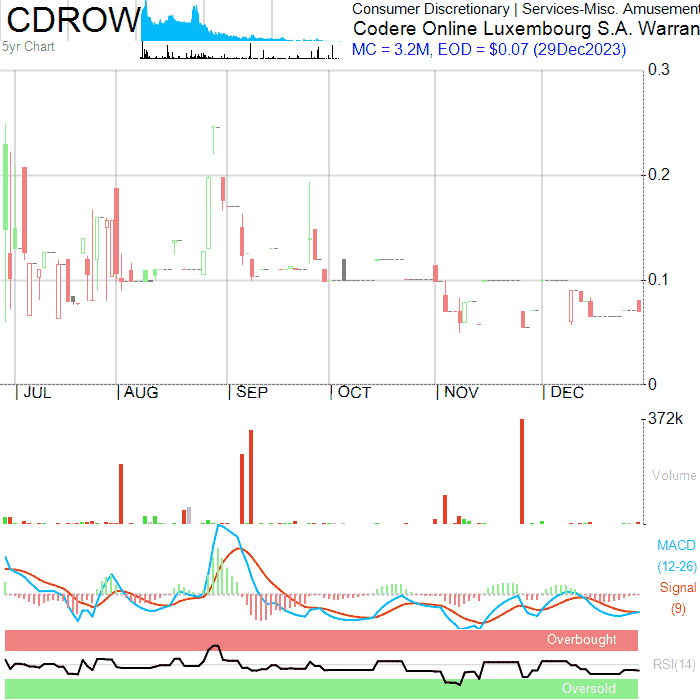 CDROW
5yr Chart
Consumer Discretionary | Services-Misc. Amusement
Codere Online Luxembourg S.A. Warran
MC = 3.2M, EOD = $0.07 (29Dec2023)
0.3
0.2
0.1
0
JUL AUG SEP OCT NOV DEC
372k
Volume
MACD
(12-26)
Signal
(9)
Overbought
RSI(14)
Oversold